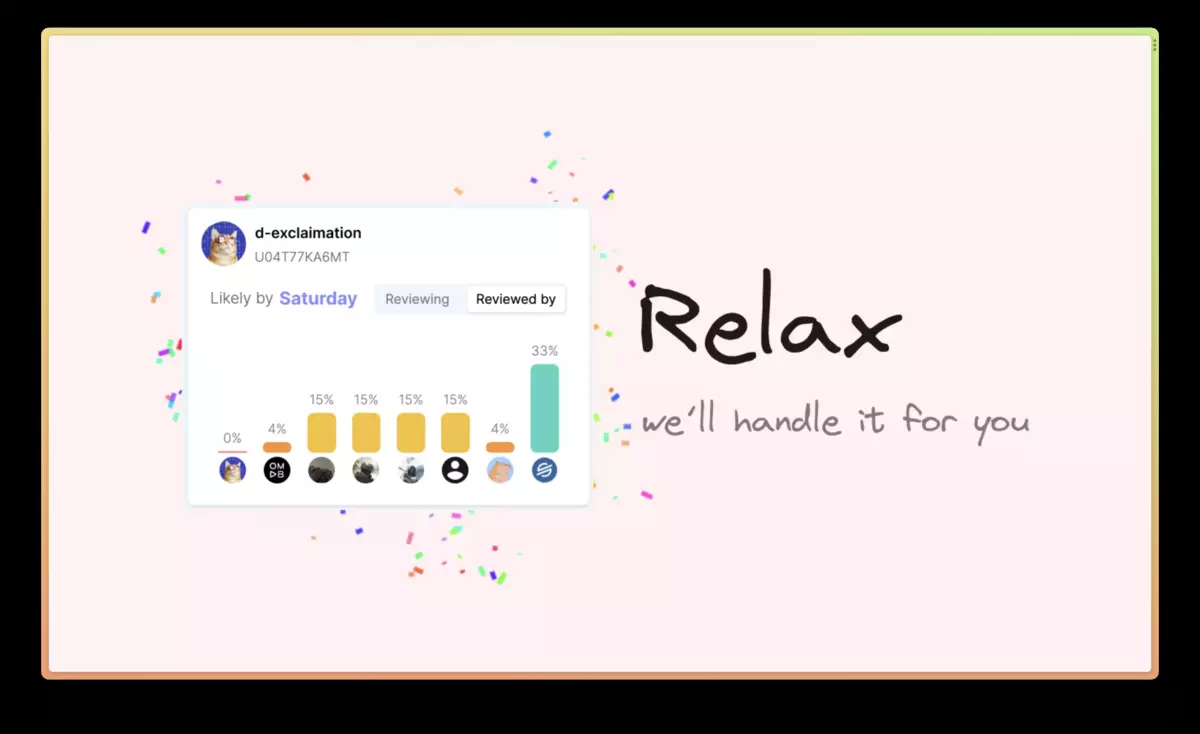 d-exclaimation
U04T77KA6MT
Likely by Saturday
Reviewing
Reviewed by
33%
15%
15%
15%
15%
4%
4%
0%
OM
DB
Relax
we'll handle it for you